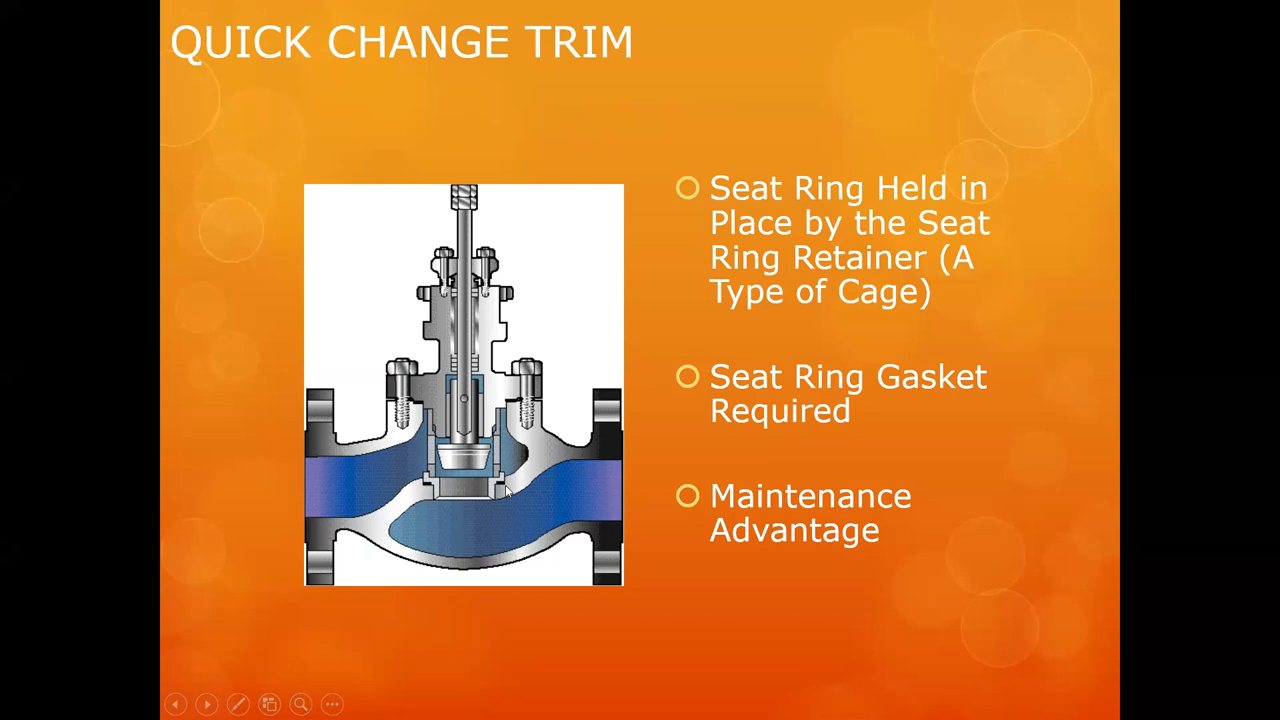 QUICK CHANGE TRIM
Seat Ring Held in
Place by the Seat
Ring Retainer (A
Type of Cage)
Seat Ring Gasket
Required
Maintenance
Advantage